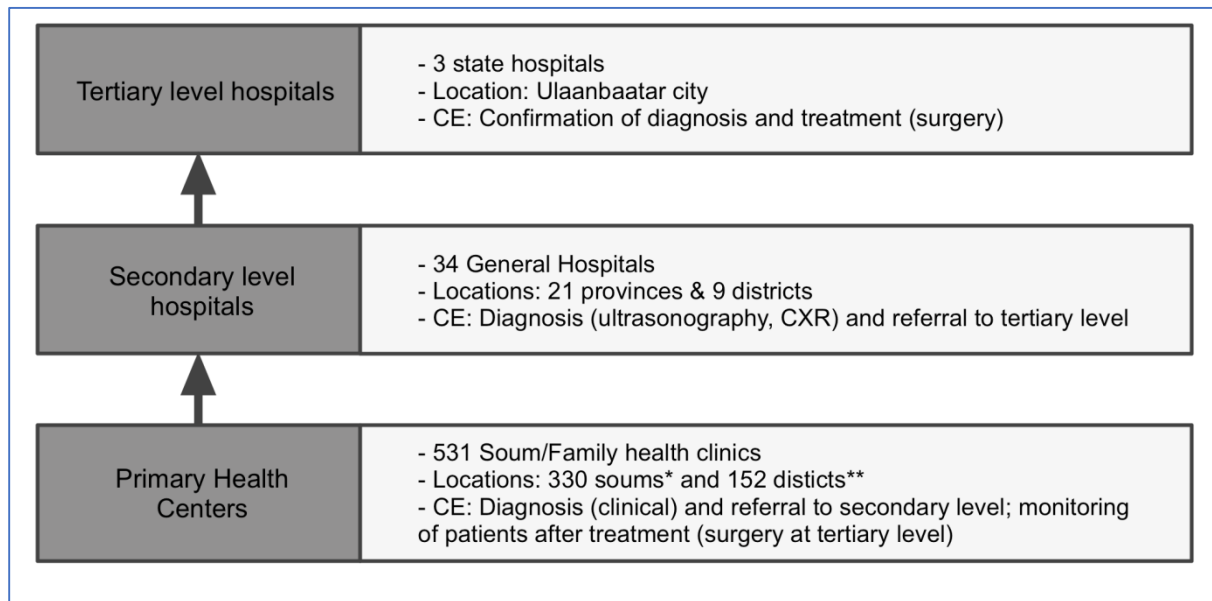 Tertiary level hospitals
- 3 state hospitals
- Location: Ulaanbaatar city
- CE: Confirmation of diagnosis and treatment (surgery)
Secondary level
hospitals
- 34 General Hospitals
- Locations: 21 provinces & 9 districts
- CE: Diagnosis (ultrasonography, CXR) and referral to tertiary level
Primary Health
Centers
- 531 Soum/Family health clinics
- Locations: 330 soums* and 152 disticts**
- CE: Diagnosis (clinical) and referral to secondary level; monitoring
of patients after treatment (surgery at tertiary level)